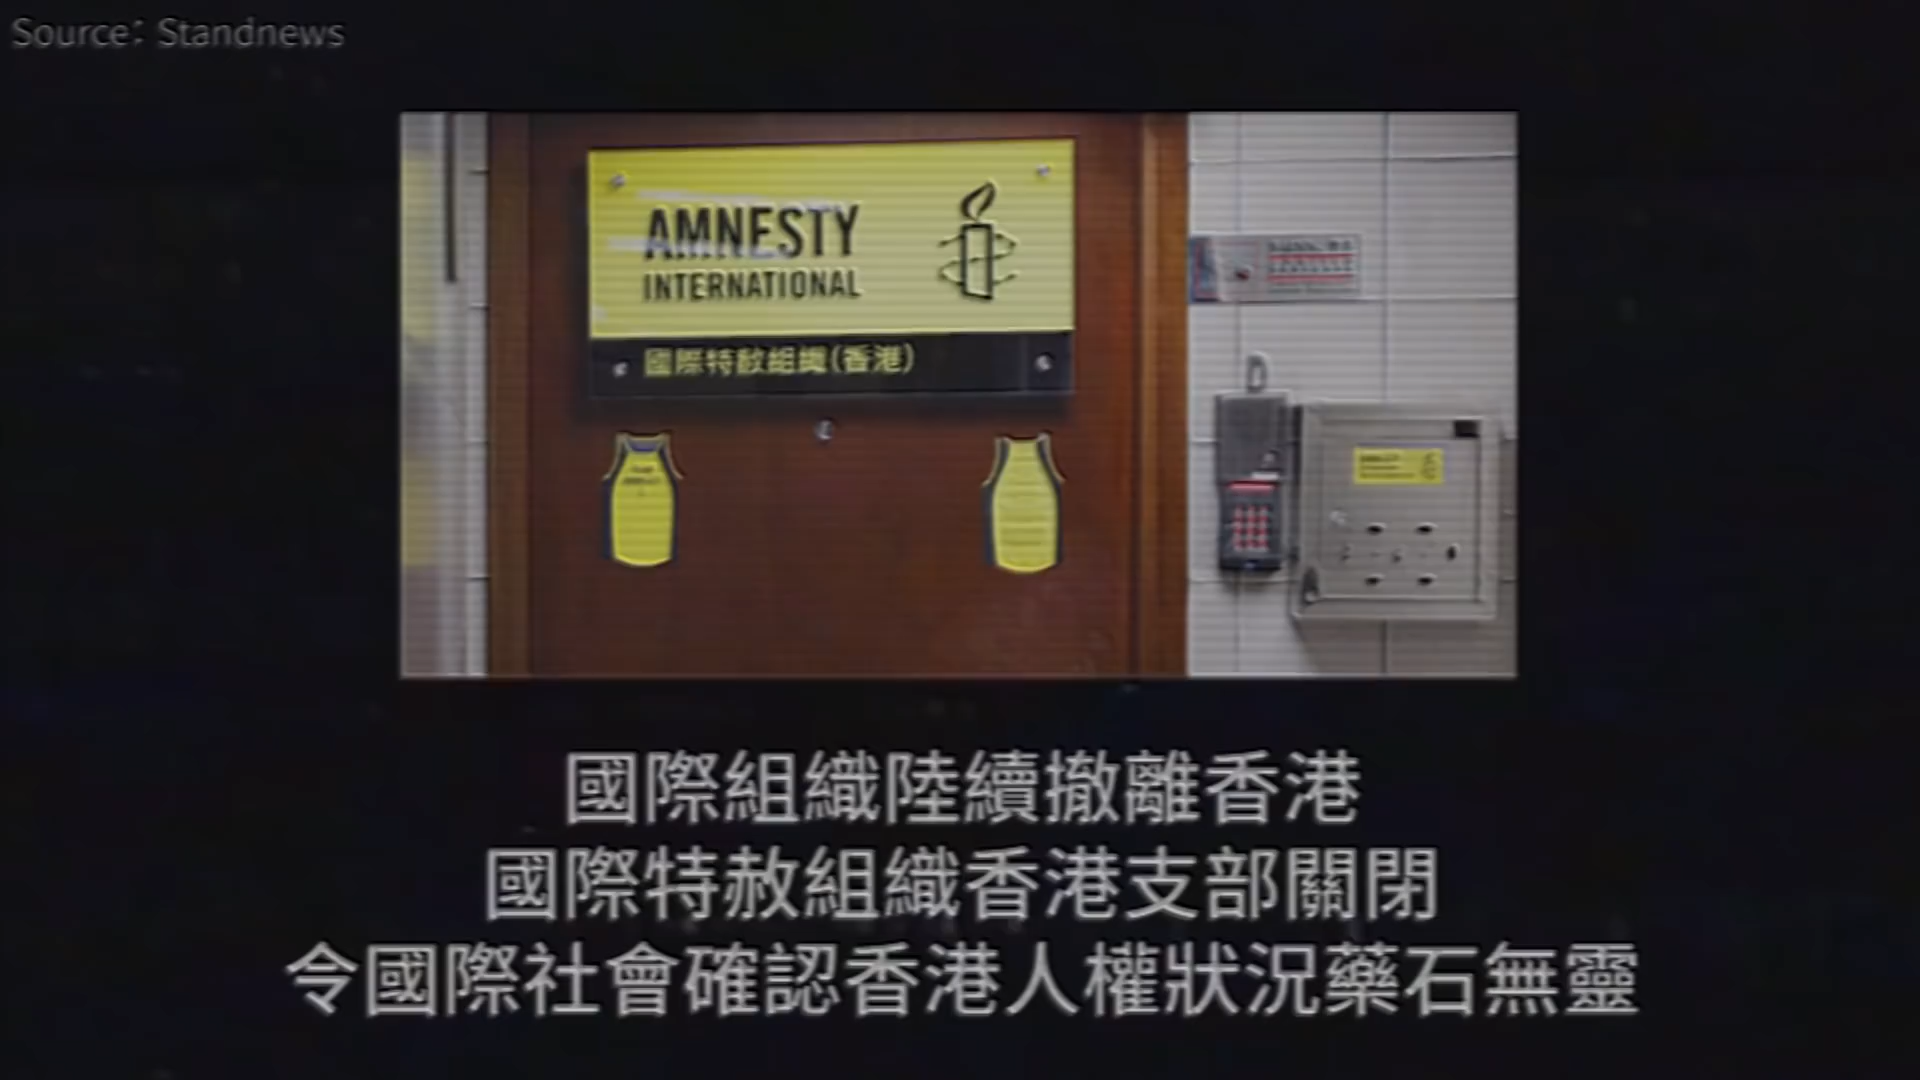 Source: Standnews
AMNESTY
INTERNATIONAL
國際特赦組織(香港)
國際組織陸續撤離香港
國際特赦組織香港支部關閉
令國際社會確認香港人權狀況藥石無靈